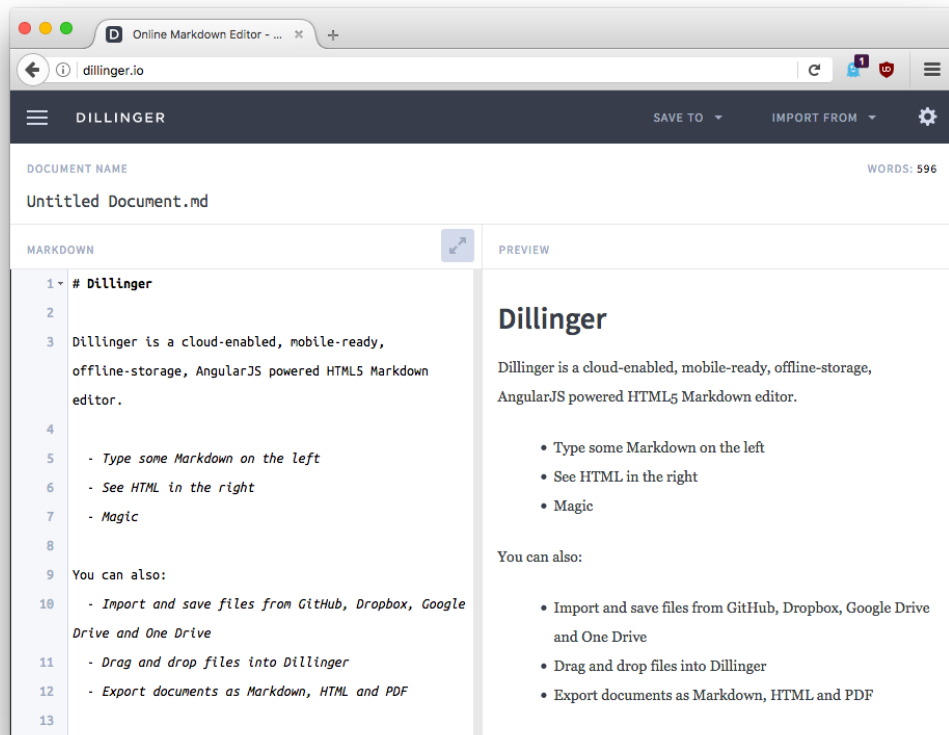 Online Markdown Editor - ...
dillinger.io
1
DILLINGER
SAVE TO
IMPORT FROM
DOCUMENT NAME
WORDS: 596
Untitled Document.md
MARKDOWN
PREVIEW
1 # Dillinger
2
3 Dillinger is a cloud-enabled, mobile-ready,
offline-storage, AngularJS powered HTML5 Markdown
editor.
4
5 - Type some Markdown on the left
6 - See HTML in the right
7 - Magic
8
9 You can also:
10 - Import and save files from GitHub, Dropbox, Google
Drive and One Drive
11 - Drag and drop files into Dillinger
12 - Export documents as Markdown, HTML and PDF
13
Dillinger
Dillinger is a cloud-enabled, mobile-ready, offline-storage,
AngularJS powered HTML5 Markdown editor.
• Type some Markdown on the left
• See HTML in the right
• Magic
You can also:
• Import and save files from GitHub, Dropbox, Google Drive
and One Drive
• Drag and drop files into Dillinger
• Export documents as Markdown, HTML and PDF